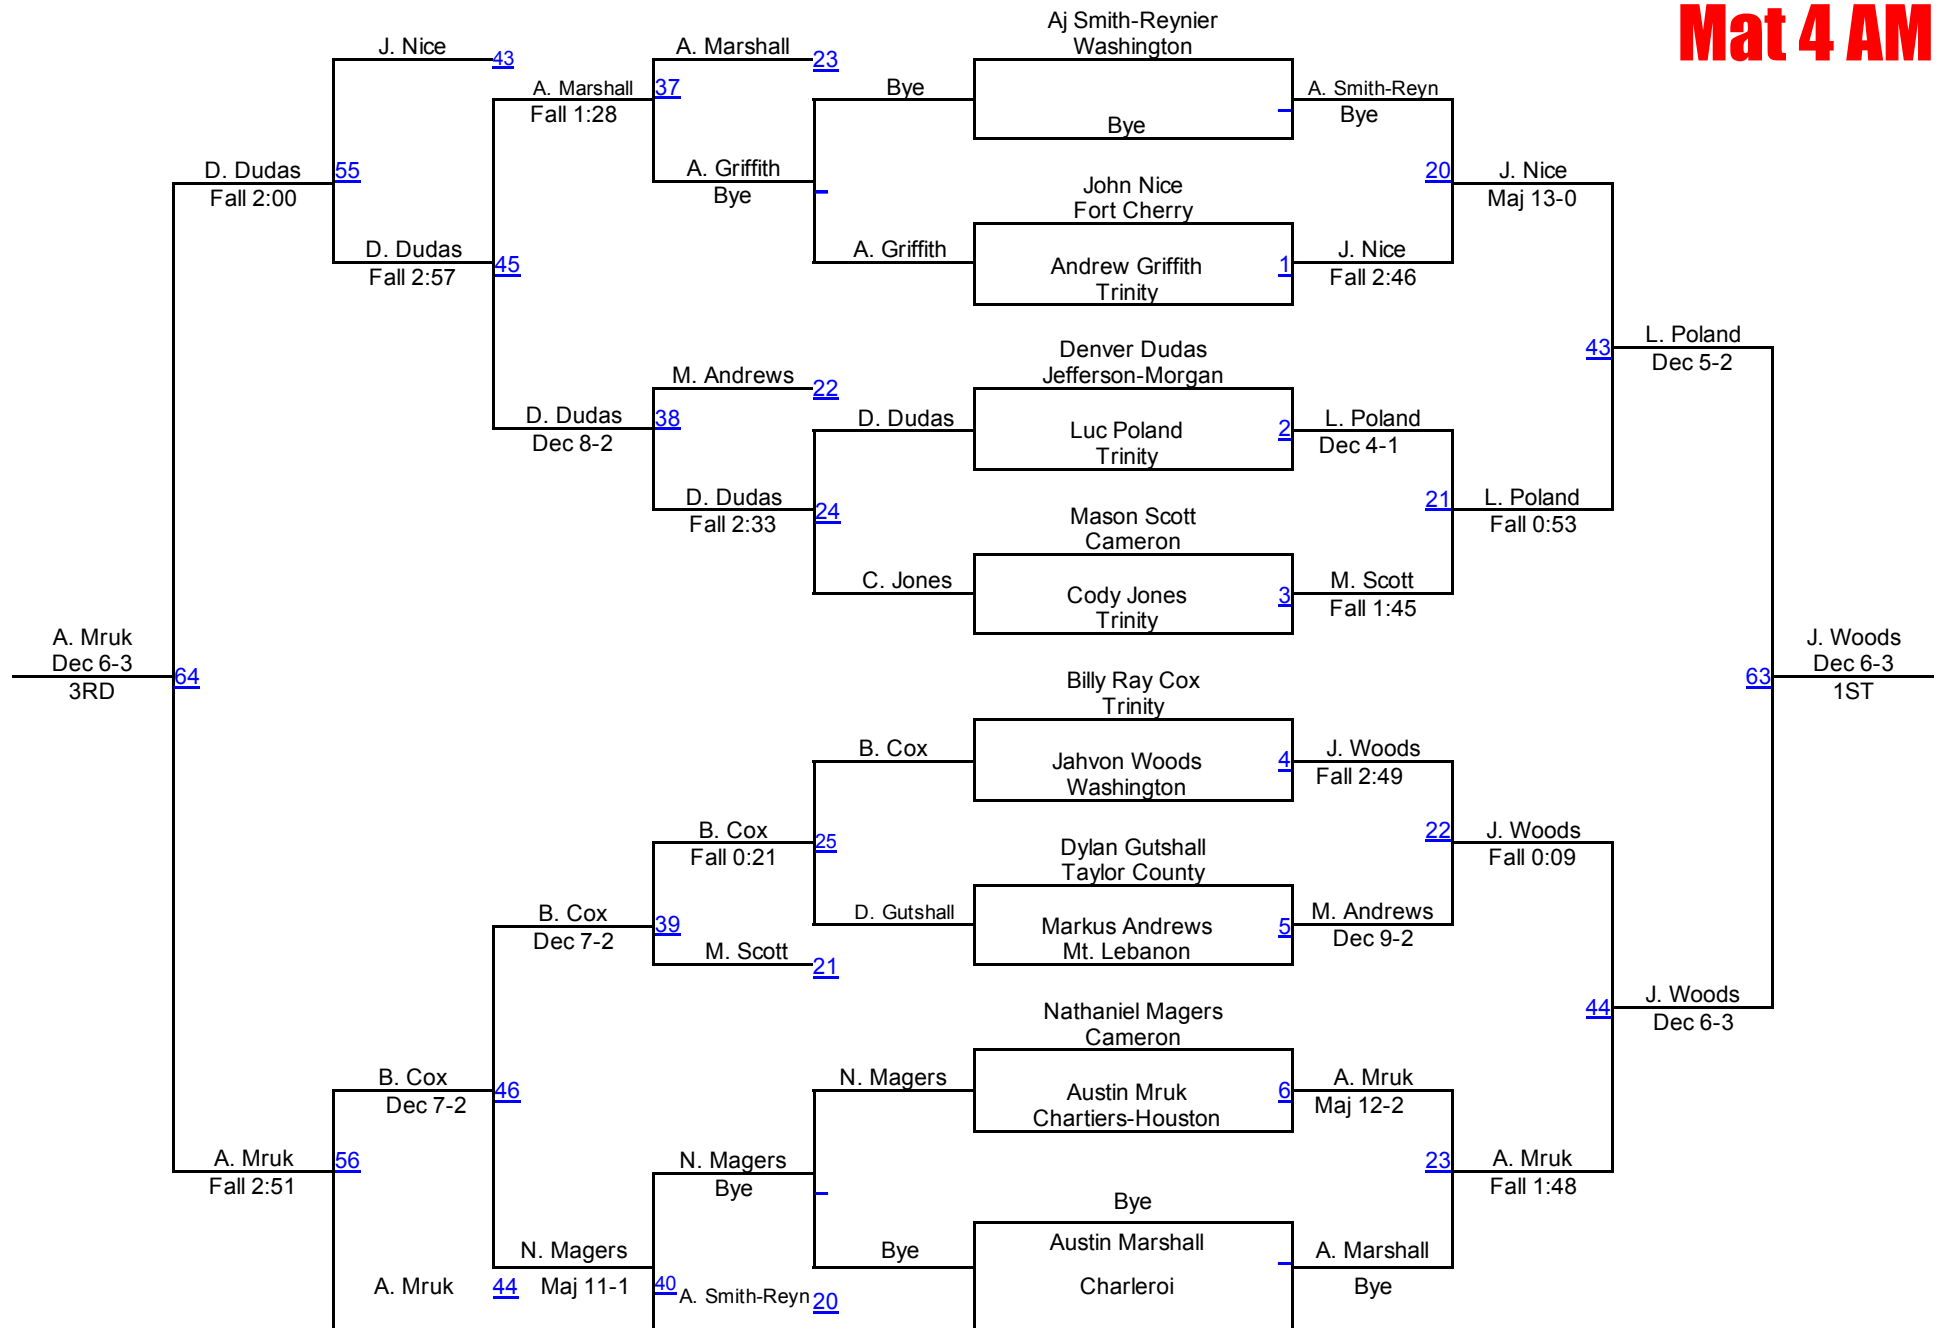 Mat 4 AM
Aj Smith-Reynier
J. Nice
A. Marshall
Washington
43
23
A. Marshall
37
Bye
A. Smith-Reyn
Fall 1:28
Bye
Bye
D. Dudas
55
A. Griffith
20
J. Nice
Fall 2:00
Bye
John Nice
Maj 13-0
Fort Cherry
D. Dudas
A. Griffith
J. Nice
Fall 2:57
45
Andrew Griffith
1
Fall 2:46
Trinity
Denver Dudas
43
L. Poland
M. Andrews
22
Jefferson-Morgan
Dec 5-2
D. Dudas
38
D. Dudas
Luc Poland
2
L. Poland
Dec 8-2
Trinity
Dec 4-1
D. Dudas
24
21
L. Poland
Fall 2:33
Mason Scott
Fall 0:53
Cameron
C. Jones
Cody Jones
3
M. Scott
Trinity
Fall 1:45
A. Mruk
J. Woods
Dec 6-3
Dec 6-3
3RD
64
Billy Ray Cox
63
1ST
Trinity
B. Cox
Jahvon Woods
4
J. Woods
Washington
Fall 2:49
B. Cox
25
Dylan Gutshall
22
J. Woods
Fall 0:21
Taylor County
Fall 0:09
B. Cox
39
D. Gutshall
Markus Andrews
5
M. Andrews
Dec 7-2
Mt. Lebanon
Dec 9-2
M. Scott
21
Nathaniel Magers
44
J. Woods
Cameron
Dec 6-3
B. Cox
46
N. Magers
Austin Mruk
6
A. Mruk
Dec 7-2
Chartiers-Houston
Maj 12-2
A. Mruk
56
N. Magers
23
A. Mruk
Fall 2:51
Bye
Bye
Fall 1:48
N. Magers
Bye
Austin Marshall
A. Marshall
A. Mruk
44
Maj 11-1
40
A. Smith-Reyn
20
Charleroi
Bye